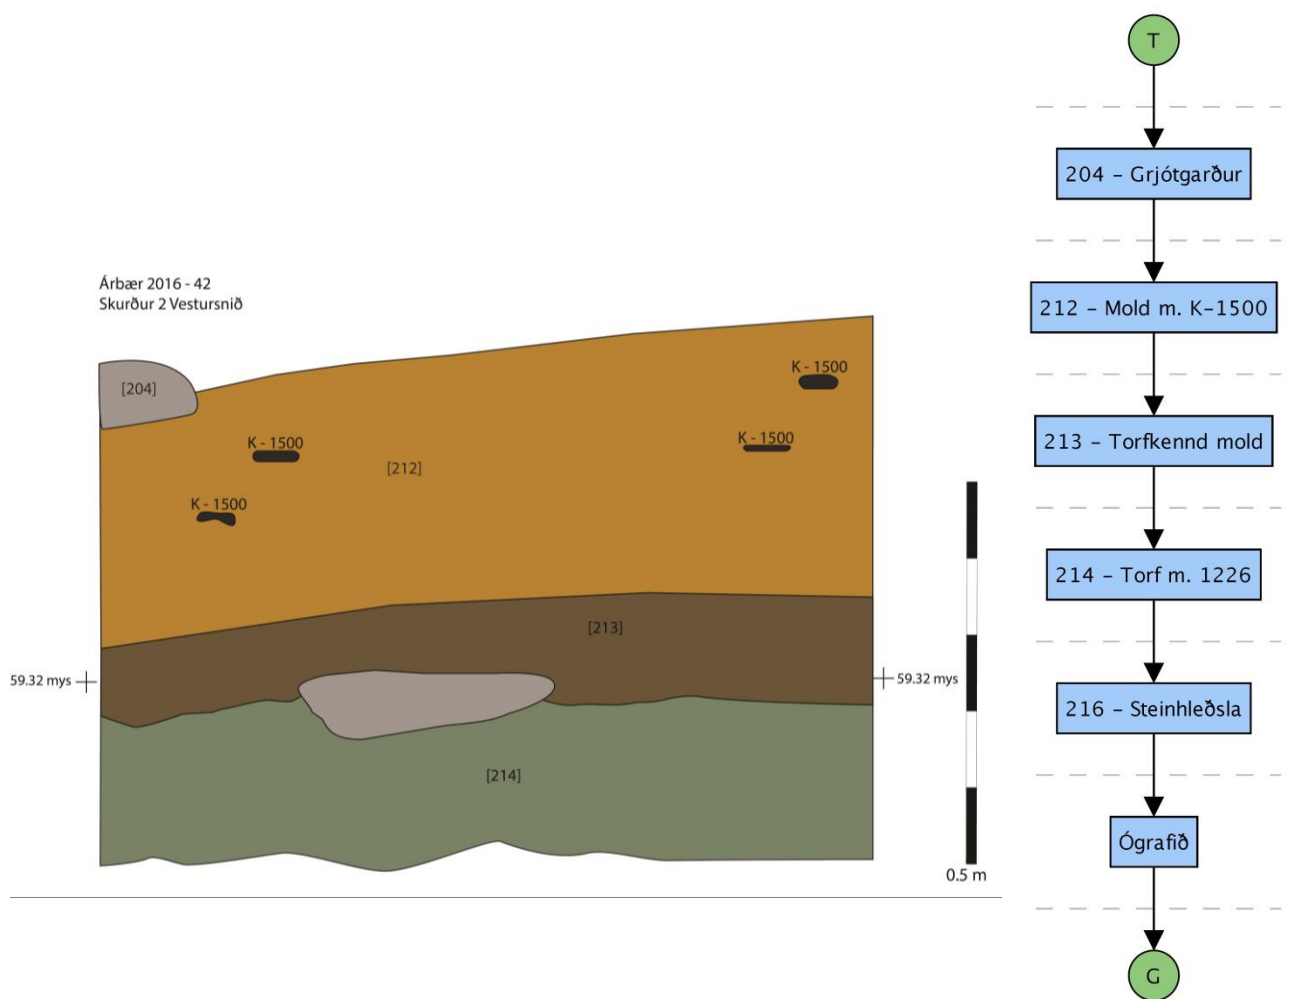 Árbær 2016 - 42
Skurður 2 Vestursnið
[204]
K - 1500
K - 1500
K - 1500
[212]
K - 1500
[213]
59.32 mys
59.32 mys
[214]
0.5 m
T
204 – Grjótgarður
212 – Mold m. K–1500
213 – Torfkennd mold
214 – Torf m. 1226
216 – Steinhleðsla
Ógrafið
G